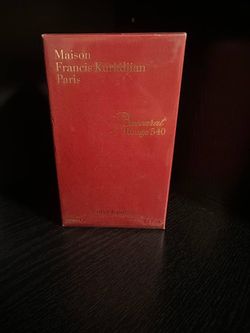 Maison
Francis Kurkdjian
Paris
Baccarat
Rouge 540